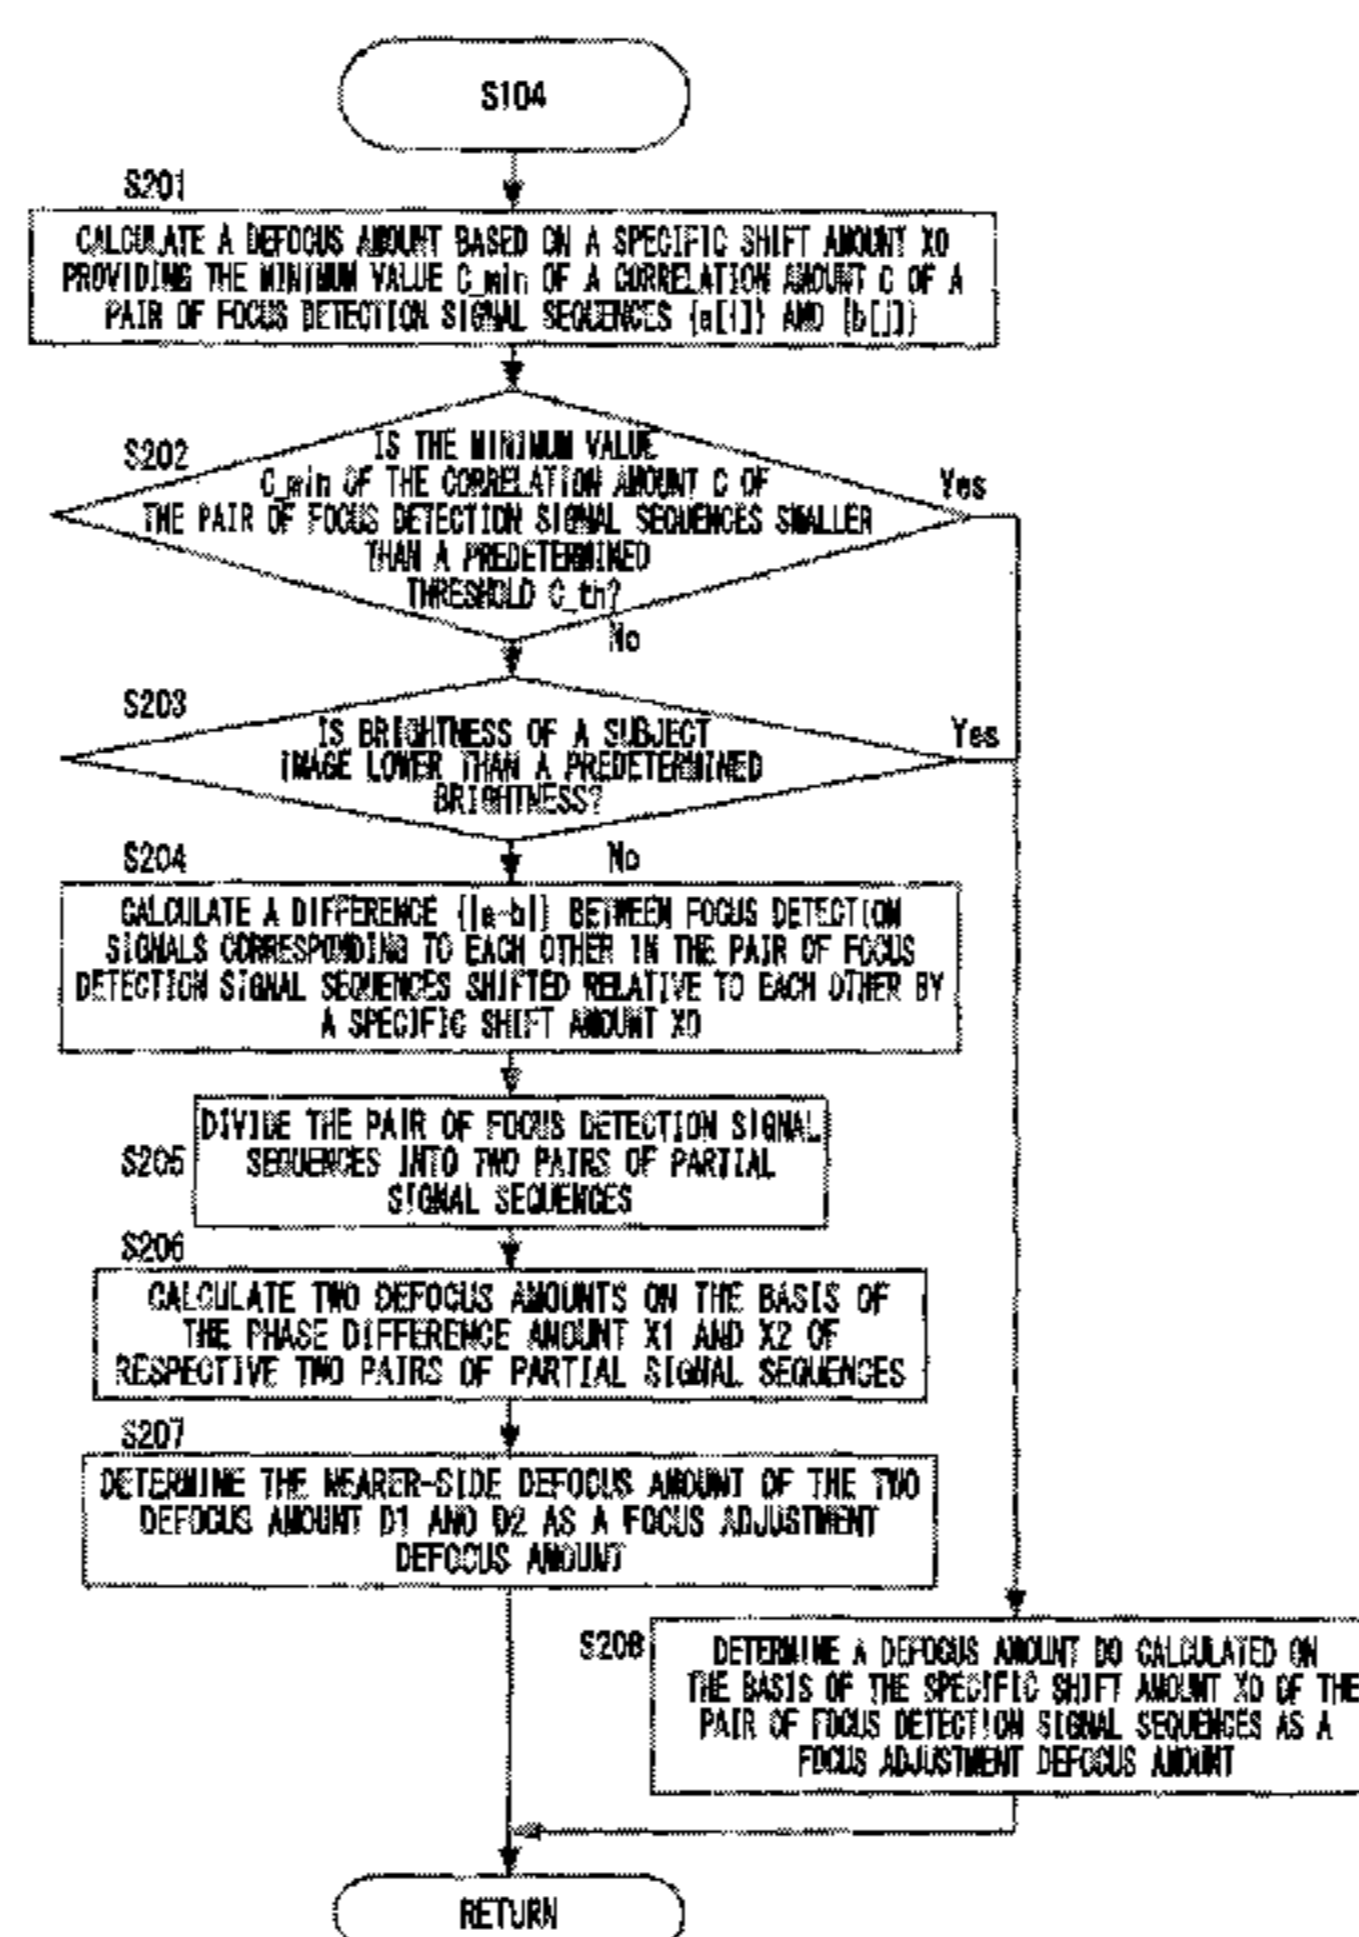 S104
S201
CALCULATE A DEFOCUS AMOUNT BASED ON A SPECIFIC SHIFT AMOUNT X0
PROVIDING THE MINIMUM VALUE C_min OF A CORRELATION AMOUNT C OF A
PAIR OF FOCUS DETECTION SIGNAL SEQUENCES {a[i]} AND {b[j]}
S202
IS THE MINIMUM VALUE
C_min OF THE CORRELATION AMOUNT C OF
THE PAIR OF FOCUS DETECTION SIGNAL SEQUENCES SMALLER
THAN A PREDETERMINED
THRESHOLD C_th?
Yes
No
S203
IS BRIGHTNESS OF A SUBJECT
IMAGE LOWER THAN A PREDETERMINED
BRIGHTNESS?
Yes
No
S204
CALCULATE A DIFFERENCE {|a-b|} BETWEEN FOCUS DETECTION
SIGNALS CORRESPONDING TO EACH OTHER IN THE PAIR OF FOCUS
DETECTION SIGNAL SEQUENCES SHIFTED RELATIVE TO EACH OTHER BY
A SPECIFIC SHIFT AMOUNT X0
S205
DIVIDE THE PAIR OF FOCUS DETECTION SIGNAL
SEQUENCES INTO TWO PAIRS OF PARTIAL
SIGNAL SEQUENCES
S206
CALCULATE TWO DEFOCUS AMOUNTS ON THE BASIS OF
THE PHASE DIFFERENCE AMOUNT X1 AND X2 OF
RESPECTIVE TWO PAIRS OF PARTIAL SIGNAL SEQUENCES
S207
DETERMINE THE NEARER-SIDE DEFOCUS AMOUNT OF THE TWO
DEFOCUS AMOUNT D1 AND D2 AS A FOCUS ADJUSTMENT
DEFOCUS AMOUNT
S208
DETERMINE A DEFOCUS AMOUNT D0 CALCULATED ON
THE BASIS OF THE SPECIFIC SHIFT AMOUNT X0 OF THE
PAIR OF FOCUS DETECTION SIGNAL SEQUENCES AS A
FOCUS ADJUSTMENT DEFOCUS AMOUNT
RETURN